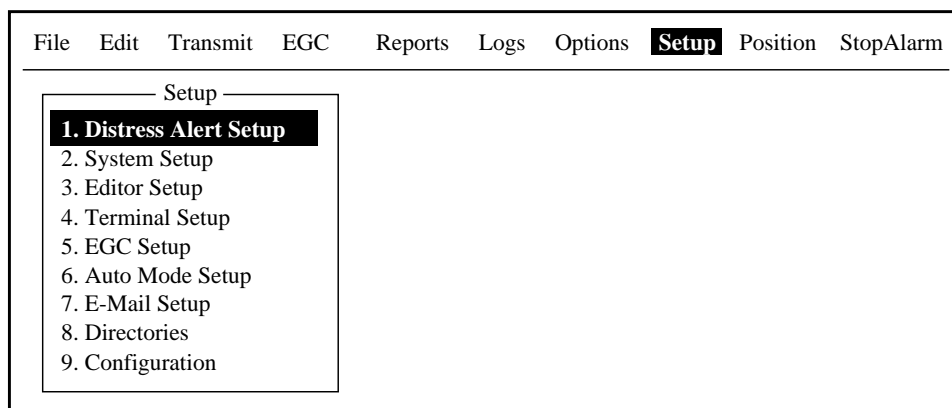 File Edit Transmit EGC Reports Logs Options Setup Position StopAlarm
Setup
1. Distress Alert Setup
2. System Setup
3. Editor Setup
4. Terminal Setup
5. EGC Setup
6. Auto Mode Setup
7. E-Mail Setup
8. Directories
9. Configuration